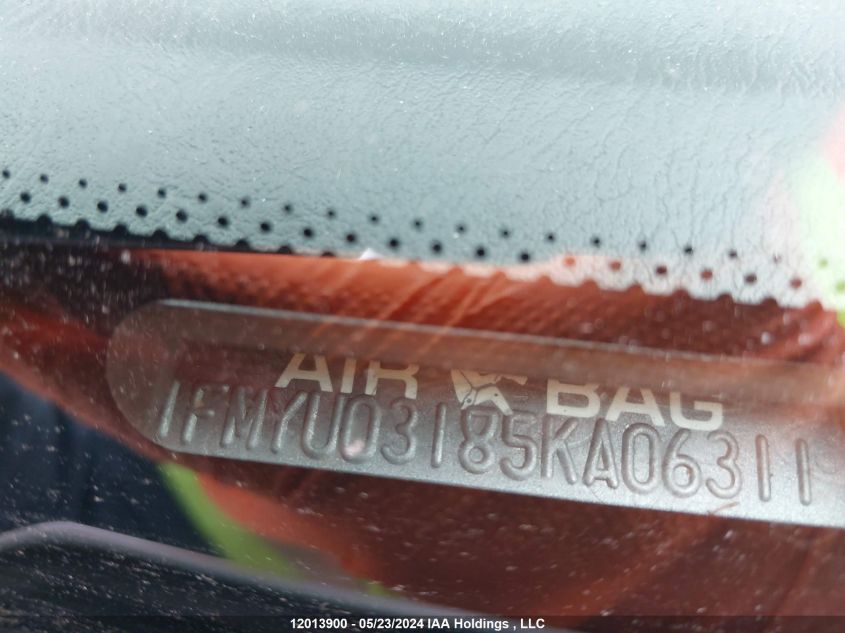 AIR BAG
1FMYU03185KA06311
12013900 - 05/23/2024 IAA Holdings , LLC